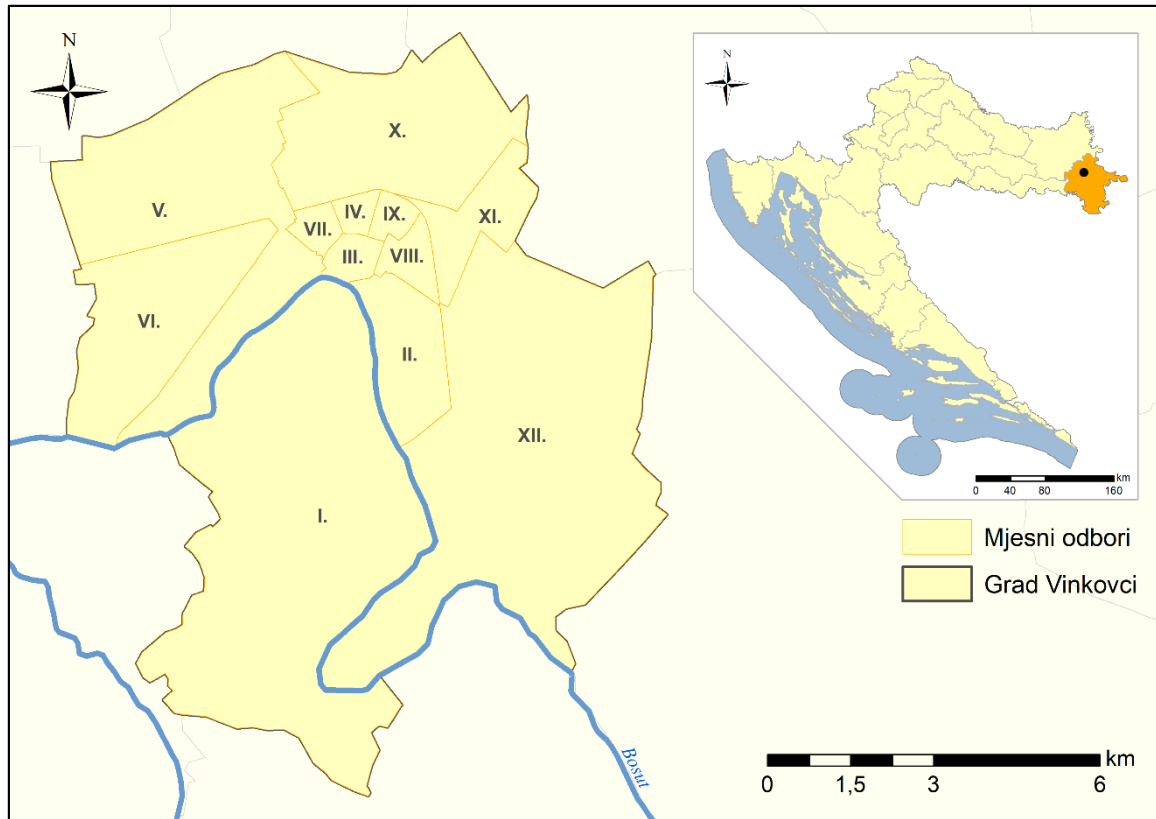 N
X.
V.
IV.
IX.
VII.
XI.
III.
VIII.
VI.
II.
XII.
I.
Bosut
N
km
0 40 80 160
Mjesni odbori
Grad Vinkovci
km
0 1,5 3 6